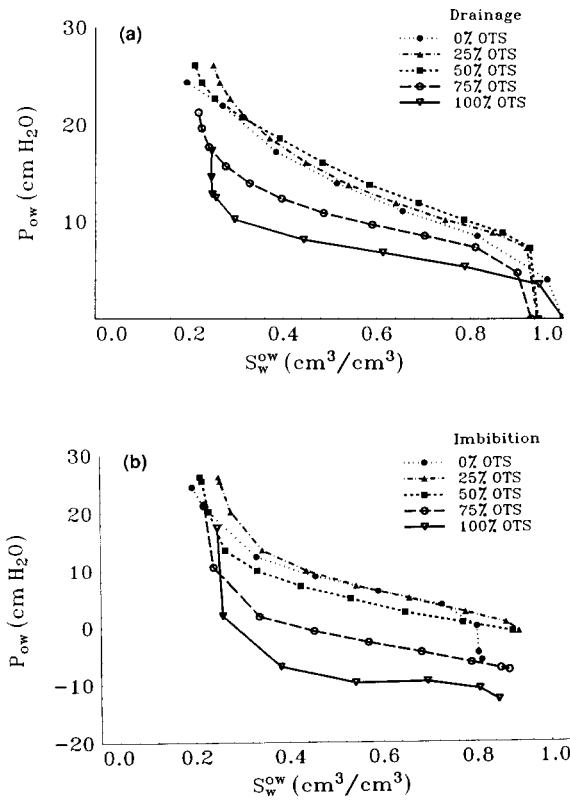 (a)
Drainage
0% OTS
25% OTS
50% OTS
75% OTS
100% OTS
30
20
10
P_ow (cm H₂O)
0.0 0.2 0.4 0.6 0.8 1.0
S_w^ow (cm³/cm³)
(b)
Imbibition
0% OTS
25% OTS
50% OTS
75% OTS
100% OTS
30
20
10
0
-10
-20
P_ow (cm H₂O)
0.0 0.2 0.4 0.6 0.8 1.0
S_w^ow (cm³/cm³)